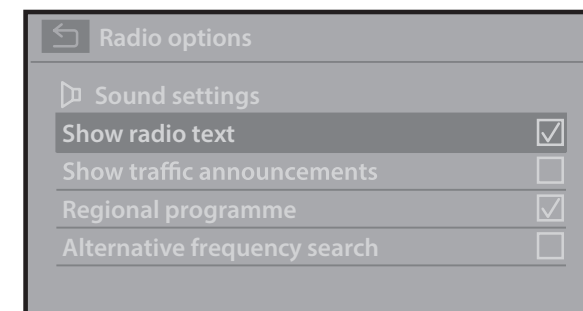 Radio options
Sound settings
Show radio text
Show traffic announcements
Regional programme
Alternative frequency search